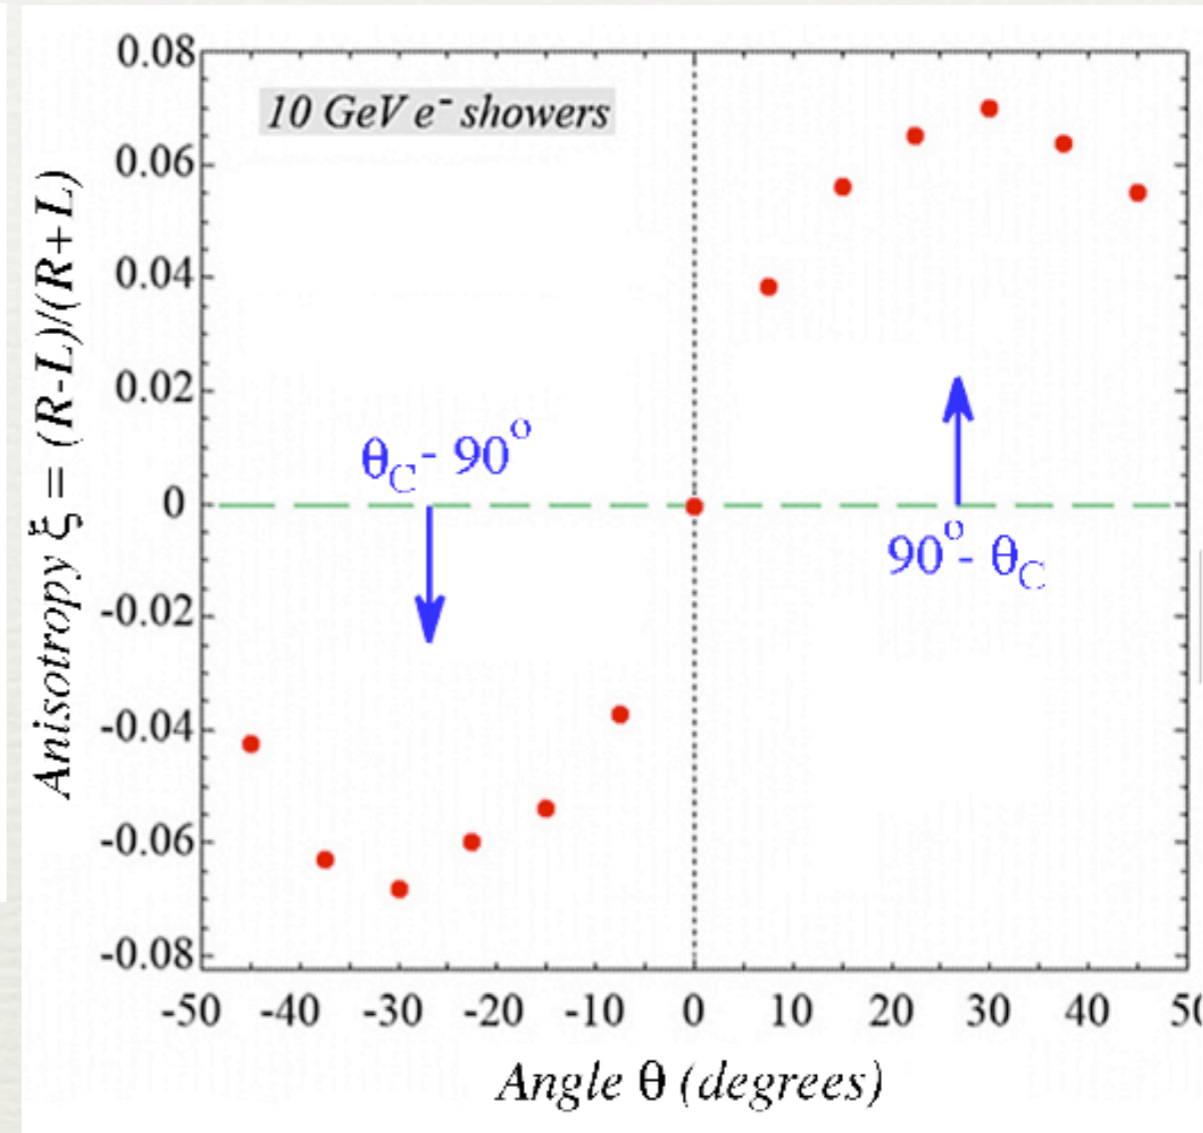 0.08
10 GeV e⁻ showers
0.06
0.04
0.02
θC - 90°
0
90° - θC
-0.02
-0.04
-0.06
-0.08
-50 -40 -30 -20 -10 0 10 20 30 40
Angle θ (degrees)
Anisotropy ξ = (R-L)/(R+L)